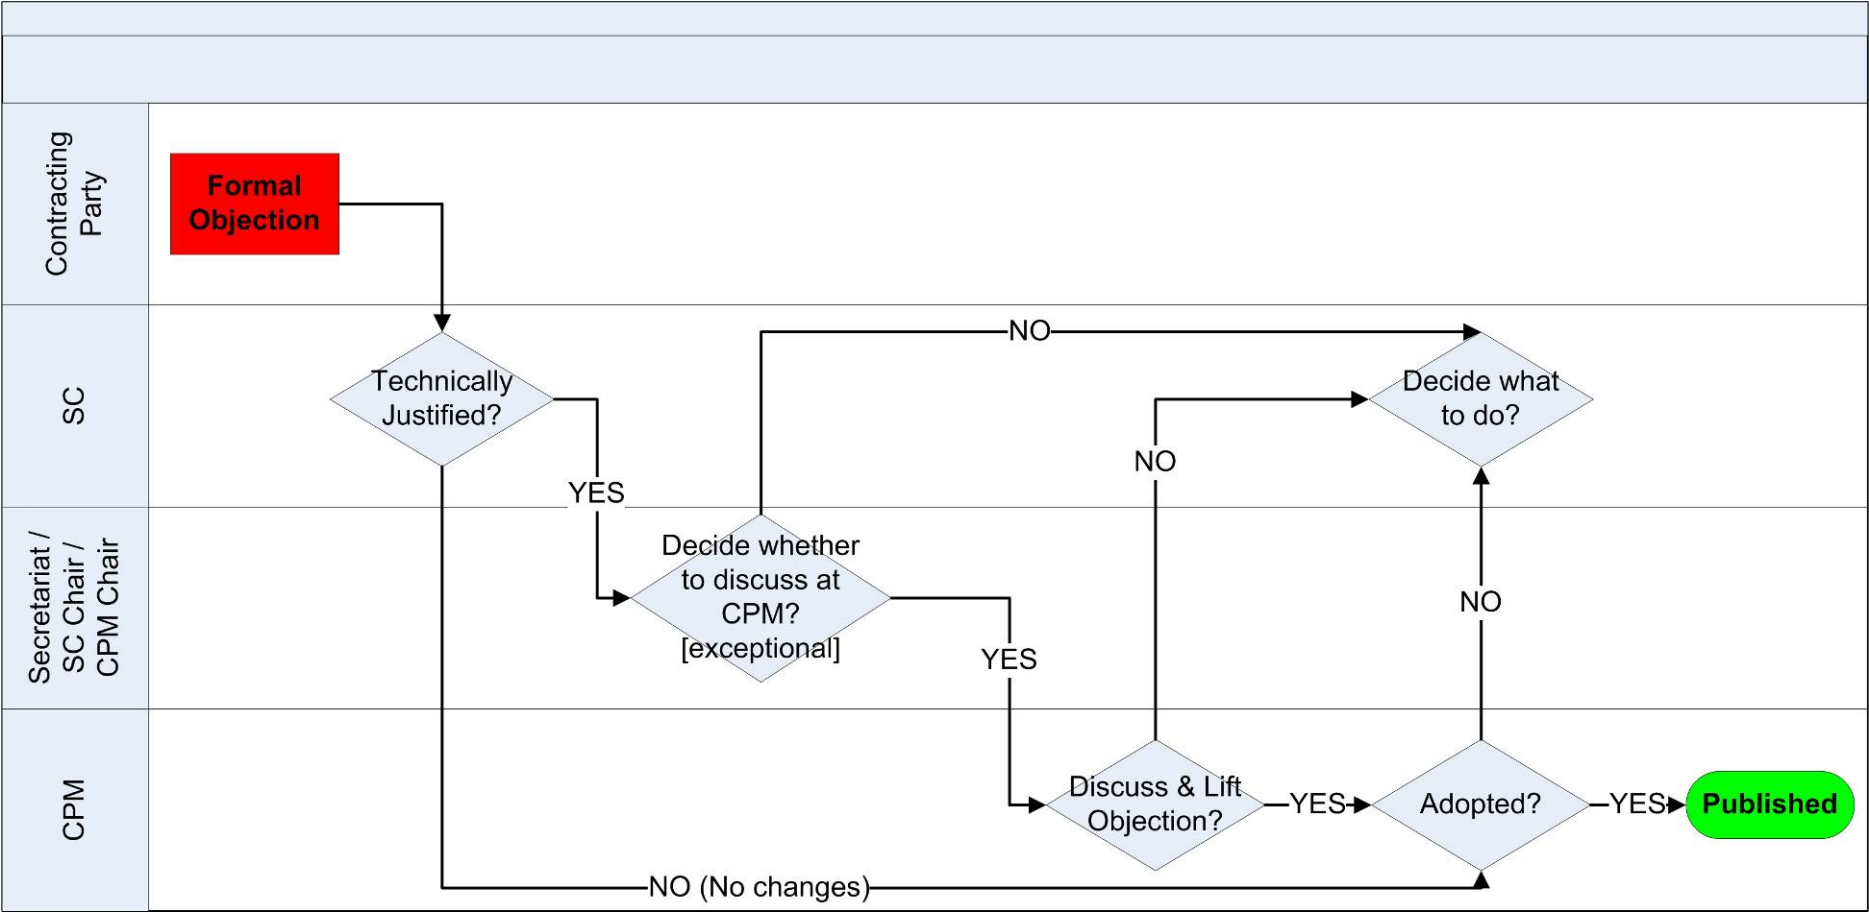 Contracting
Party
Formal
Objection
SC
Technically
Justified?
NO
Decide what
to do?
YES
NO
Secretariat /
SC Chair /
CPM Chair
Decide whether
to discuss at
CPM?
[exceptional]
YES
NO
CPM
Discuss & Lift
Objection?
YES
Adopted?
YES
Published
NO (No changes)